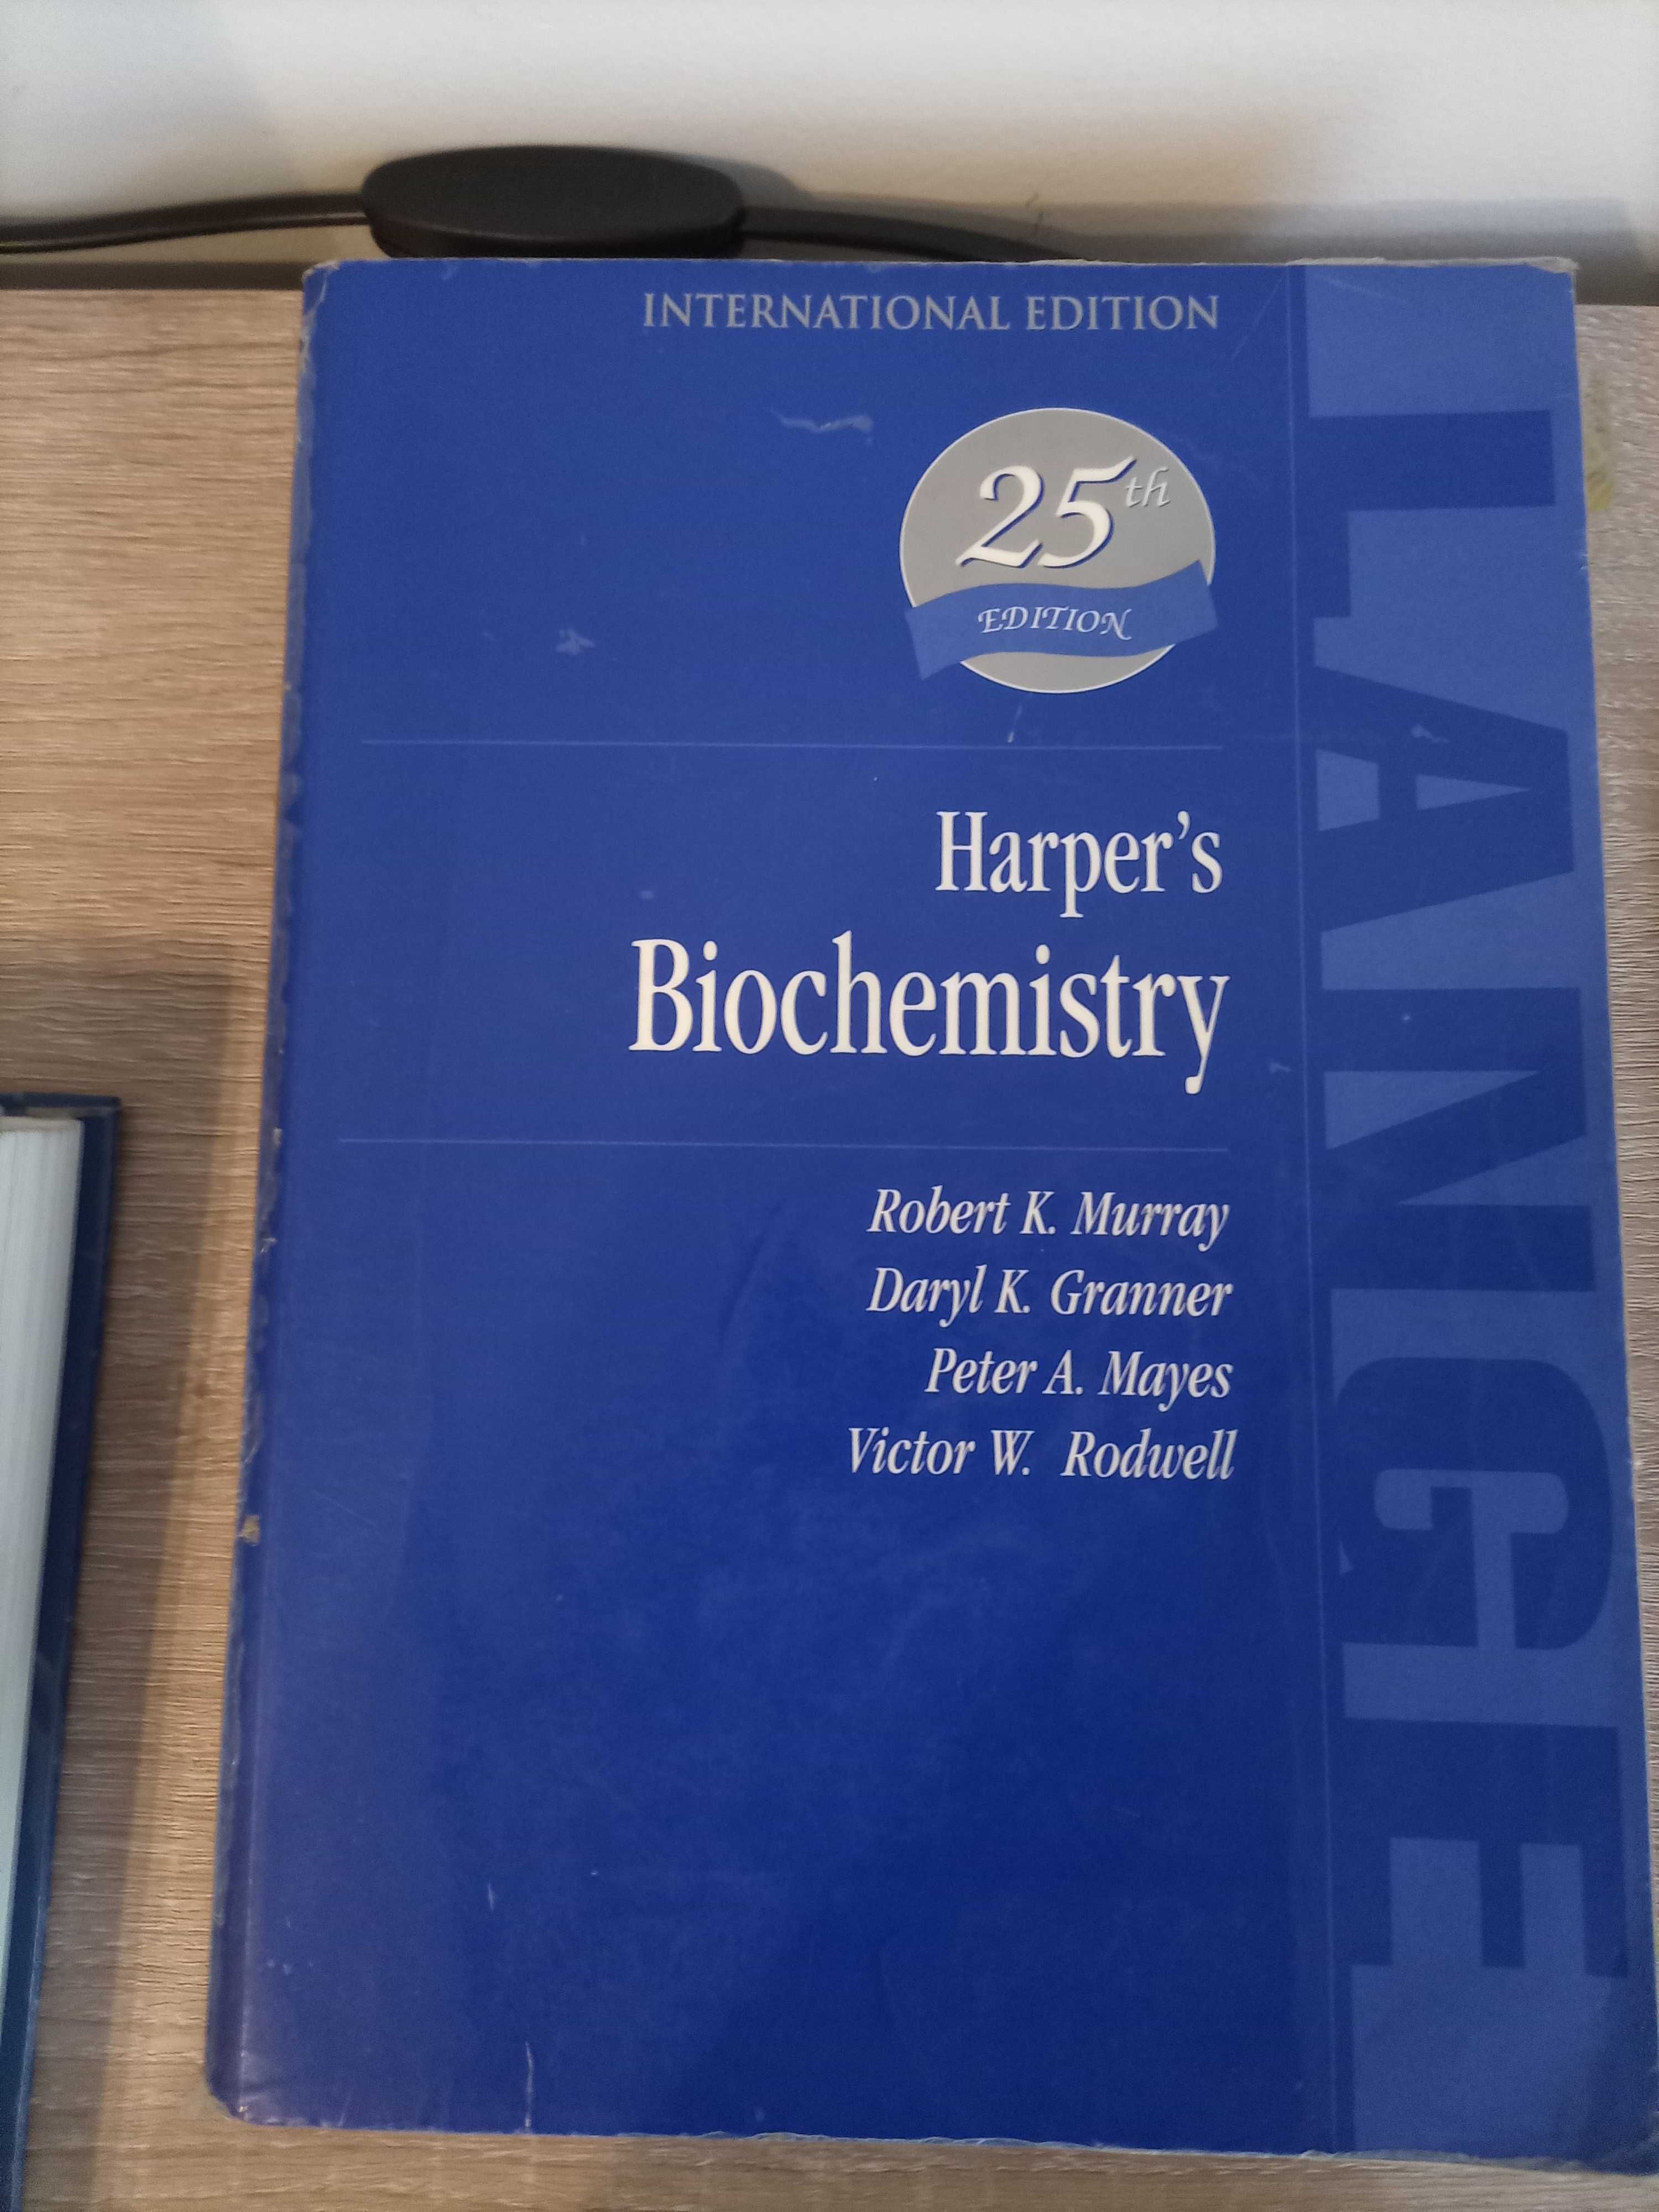 INTERNATIONAL EDITION
25th
EDITION
Harper's
Biochemistry
Robert K. Murray
Daryl K. Granner
Peter A. Mayes
Victor W. Rodwell
LANGE